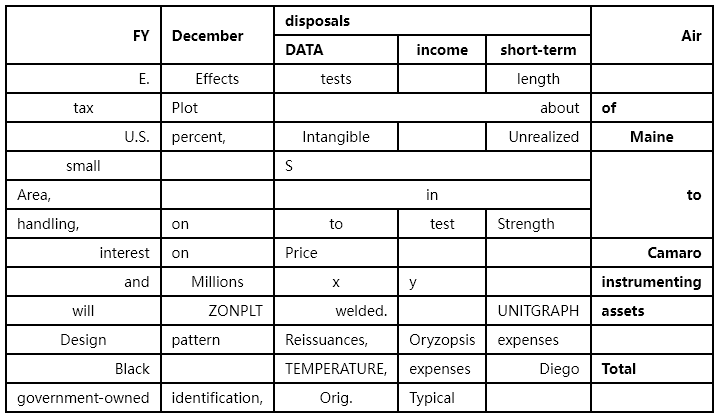 FY December disposals Air
DATA income short-term
E. Effects tests length
tax Plot about of
U.S. percent, Intangible Unrealized Maine
small S
Area, in to
handling, on to test Strength
interest on Price Camaro
and Millions x y instrumenting
will ZONPLT welded. UNITGRAPH assets
Design pattern Reissuances, Oryzopsis expenses
Black TEMPERATURE, expenses Diego Total
government-owned identification, Orig. Typical